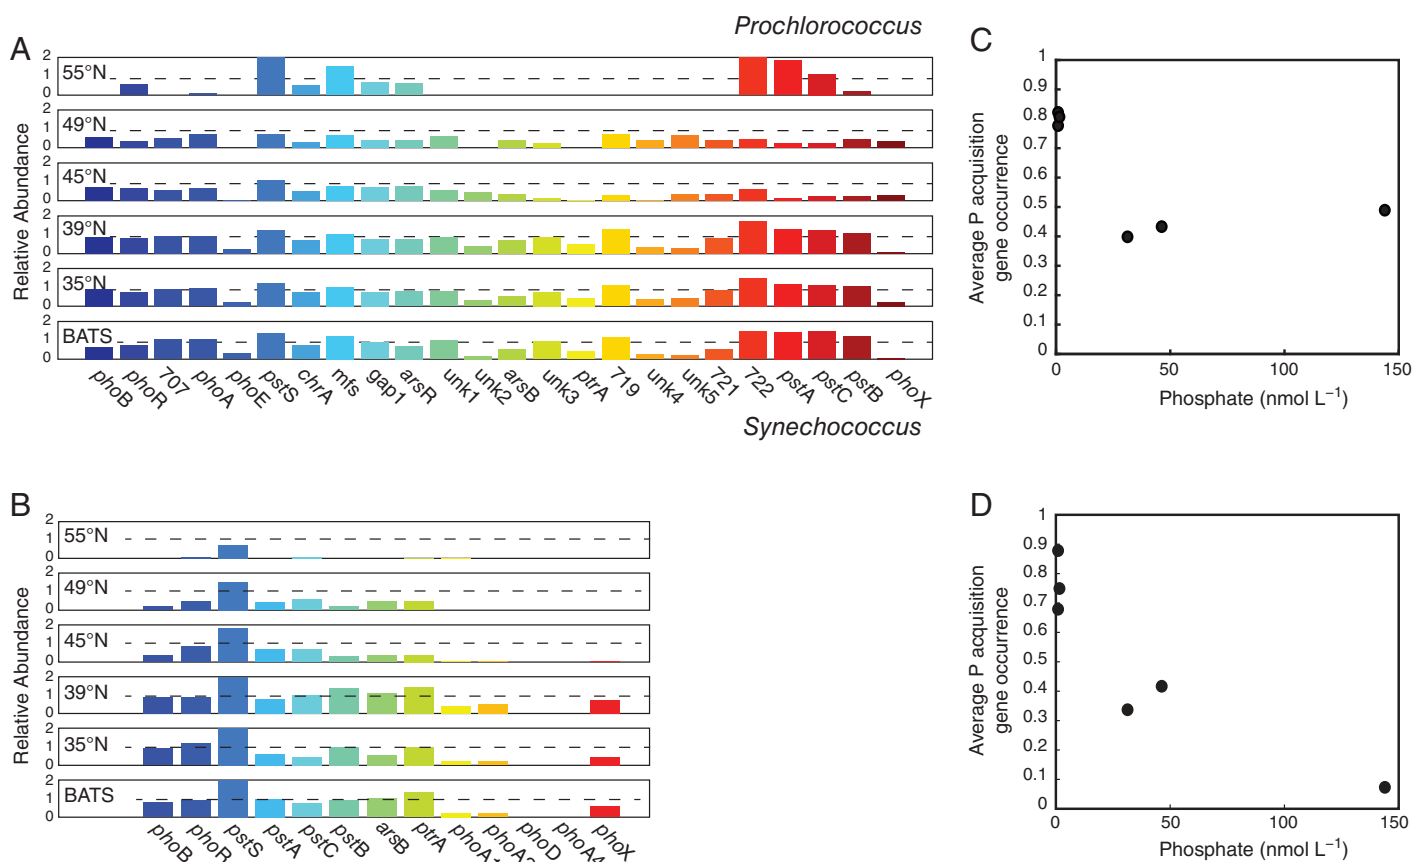 Prochlorococcus
A
2
1
0
55°N
2
1
0
49°N
2
1
0
45°N
2
1
0
39°N
2
1
0
35°N
2
1
0
BATS
Relative Abundance
phoB phoR 707 phoA phoE pstS chrA mfs gap1 arsR unk1 unk2 arsB unk3 ptrA 719 unk4 unk5 721 722 pstA pstC pstB phoX
Synechococcus
B
2
1
0
55°N
2
1
0
49°N
2
1
0
45°N
2
1
0
39°N
2
1
0
35°N
2
1
0
BATS
Relative Abundance
phoB phoR pstS pstA pstC pstB arsB ptrA phoA1 phoD phoA4 phoX
C
1
0.9
0.8
0.7
0.6
0.5
0.4
0.3
0.2
0.1
0
Average P acquisition
gene occurrence
0 50 100 150
Phosphate (nmol L⁻¹)
D
1
0.9
0.8
0.7
0.6
0.5
0.4
0.3
0.2
0.1
0
Average P acquisition
gene occurrence
0 50 100 150
Phosphate (nmol L⁻¹)